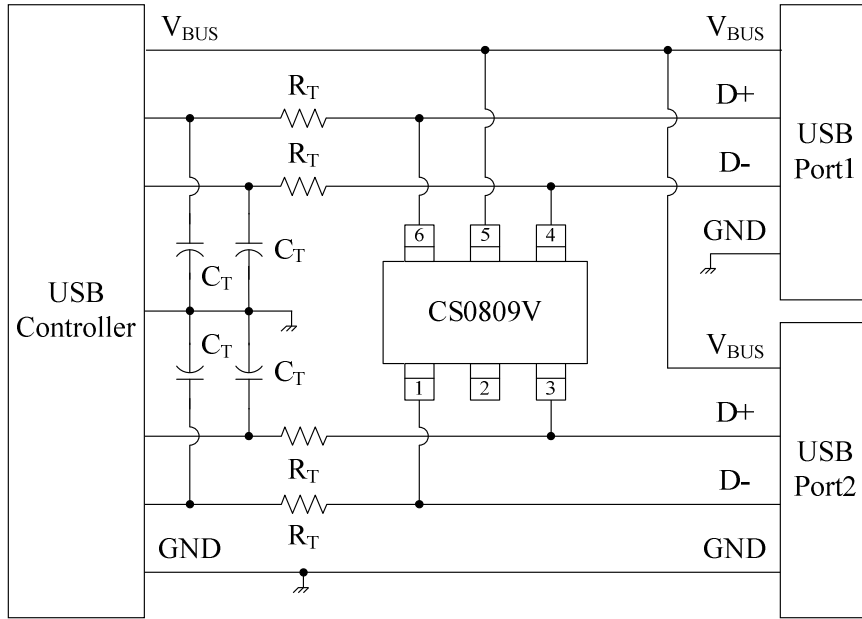 V_BUS
V_BUS
R_T
D+
R_T
D-
USB
Port1
6
5
4
GND
C_T
C_T
USB
Controller
CS0809V
C_T
C_T
V_BUS
1
2
3
D+
R_T
USB
Port2
D-
R_T
GND
GND